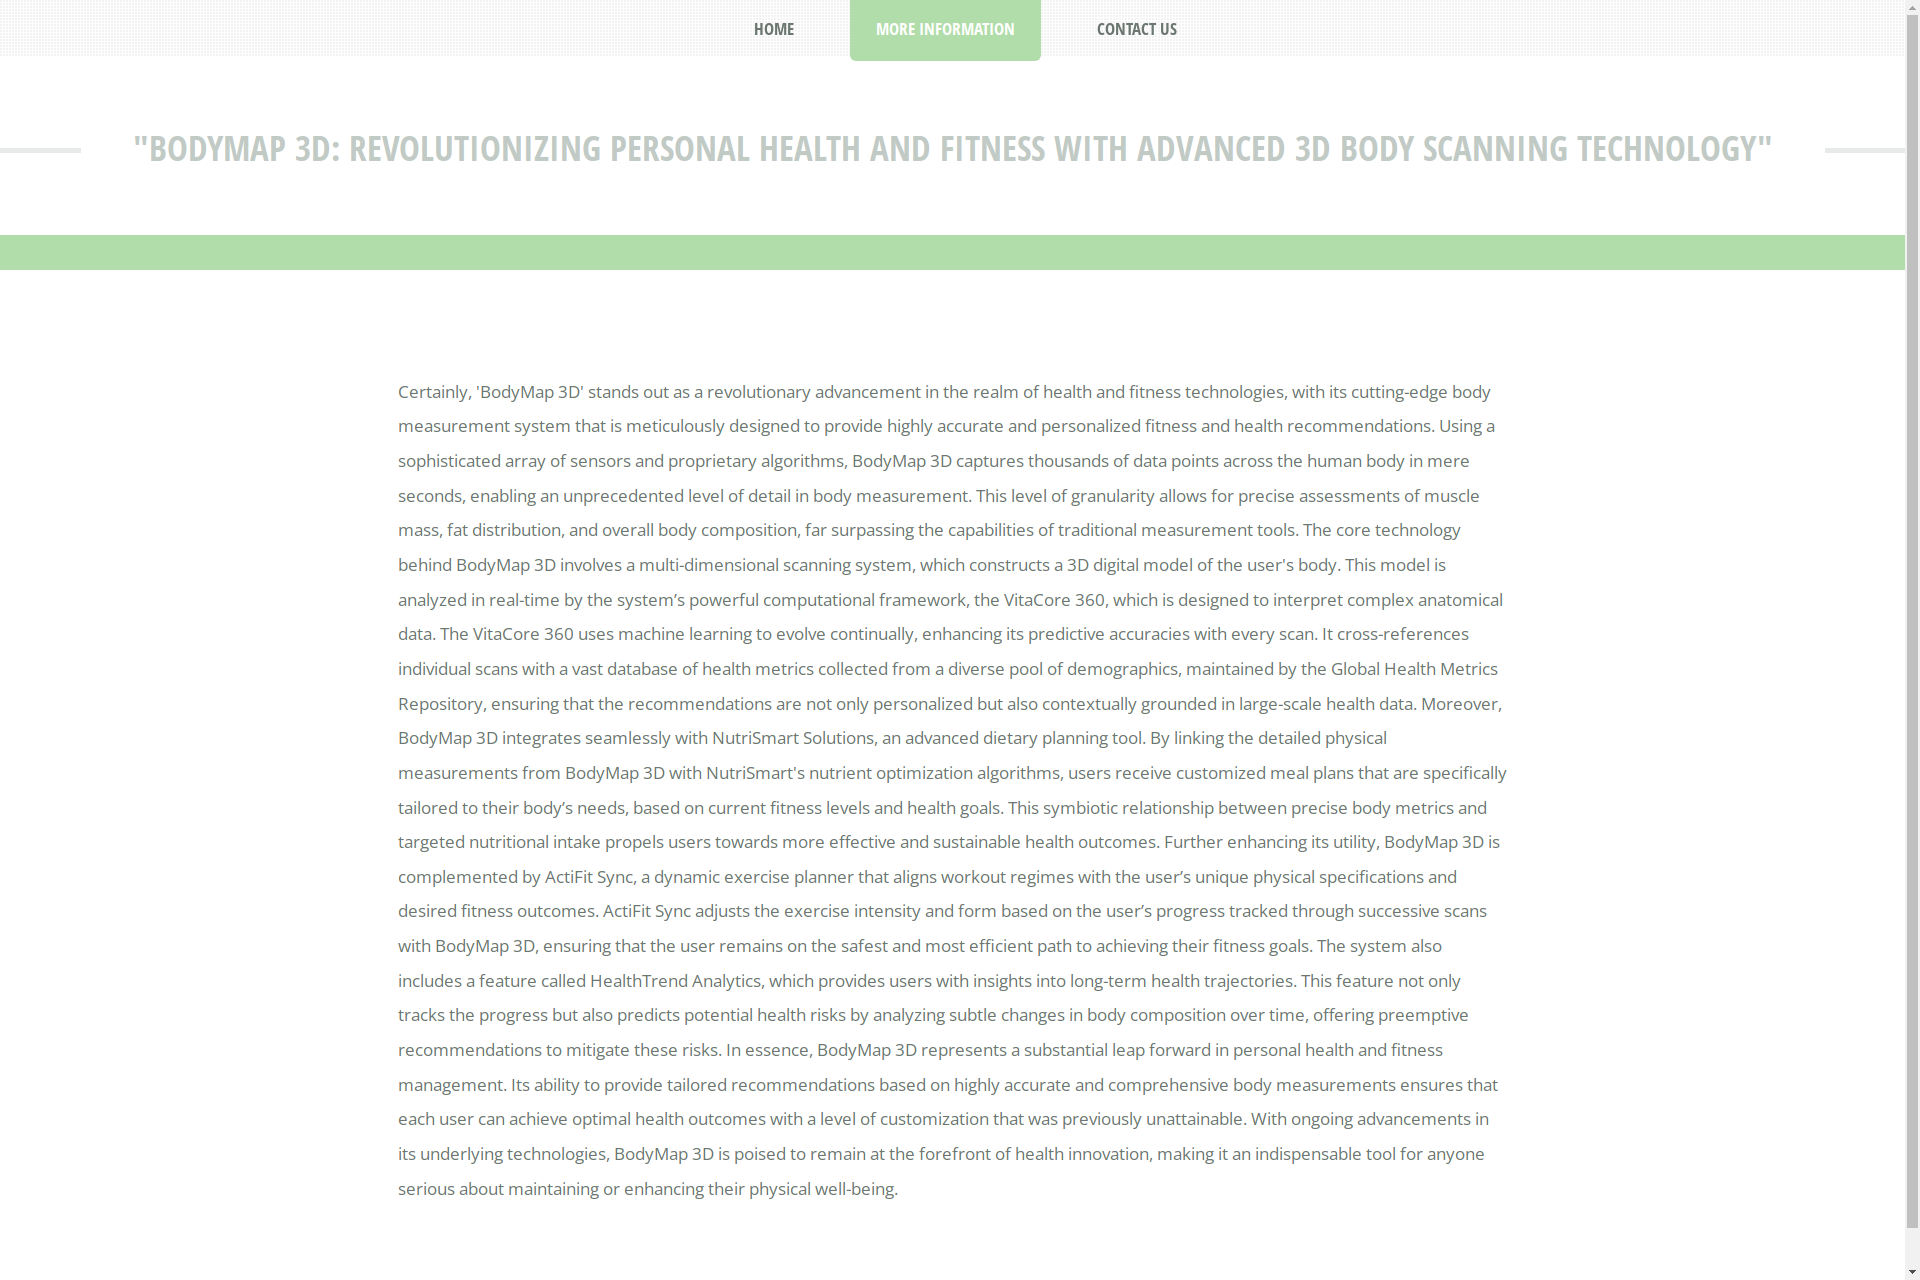 HOME
MORE INFORMATION
CONTACT US
"BODYMAP 3D: REVOLUTIONIZING PERSONAL HEALTH AND FITNESS WITH ADVANCED 3D BODY SCANNING TECHNOLOGY"
Certainly, 'BodyMap 3D' stands out as a revolutionary advancement in the realm of health and fitness technologies, with its cutting-edge body
measurement system that is meticulously designed to provide highly accurate and personalized fitness and health recommendations. Using a
sophisticated array of sensors and proprietary algorithms, BodyMap 3D captures thousands of data points across the human body in mere
seconds, enabling an unprecedented level of detail in body measurement. This level of granularity allows for precise assessments of muscle
mass, fat distribution, and overall body composition, far surpassing the capabilities of traditional measurement tools. The core technology
behind BodyMap 3D involves a multi-dimensional scanning system, which constructs a 3D digital model of the user's body. This model is
analyzed in real-time by the system’s powerful computational framework, the VitaCore 360, which is designed to interpret complex anatomical
data. The VitaCore 360 uses machine learning to evolve continually, enhancing its predictive accuracies with every scan. It cross-references
individual scans with a vast database of health metrics collected from a diverse pool of demographics, maintained by the Global Health Metrics
Repository, ensuring that the recommendations are not only personalized but also contextually grounded in large-scale health data. Moreover,
BodyMap 3D integrates seamlessly with NutriSmart Solutions, an advanced dietary planning tool. By linking the detailed physical
measurements from BodyMap 3D with NutriSmart's nutrient optimization algorithms, users receive customized meal plans that are specifically
tailored to their body’s needs, based on current fitness levels and health goals. This symbiotic relationship between precise body metrics and
targeted nutritional intake propels users towards more effective and sustainable health outcomes. Further enhancing its utility, BodyMap 3D is
complemented by ActiFit Sync, a dynamic exercise planner that aligns workout regimes with the user’s unique physical specifications and
desired fitness outcomes. ActiFit Sync adjusts the exercise intensity and form based on the user’s progress tracked through successive scans
with BodyMap 3D, ensuring that the user remains on the safest and most efficient path to achieving their fitness goals. The system also
includes a feature called HealthTrend Analytics, which provides users with insights into long-term health trajectories. This feature not only
tracks the progress but also predicts potential health risks by analyzing subtle changes in body composition over time, offering preemptive
recommendations to mitigate these risks. In essence, BodyMap 3D represents a substantial leap forward in personal health and fitness
management. Its ability to provide tailored recommendations based on highly accurate and comprehensive body measurements ensures that
each user can achieve optimal health outcomes with a level of customization that was previously unattainable. With ongoing advancements in
its underlying technologies, BodyMap 3D is poised to remain at the forefront of health innovation, making it an indispensable tool for anyone
serious about maintaining or enhancing their physical well-being.